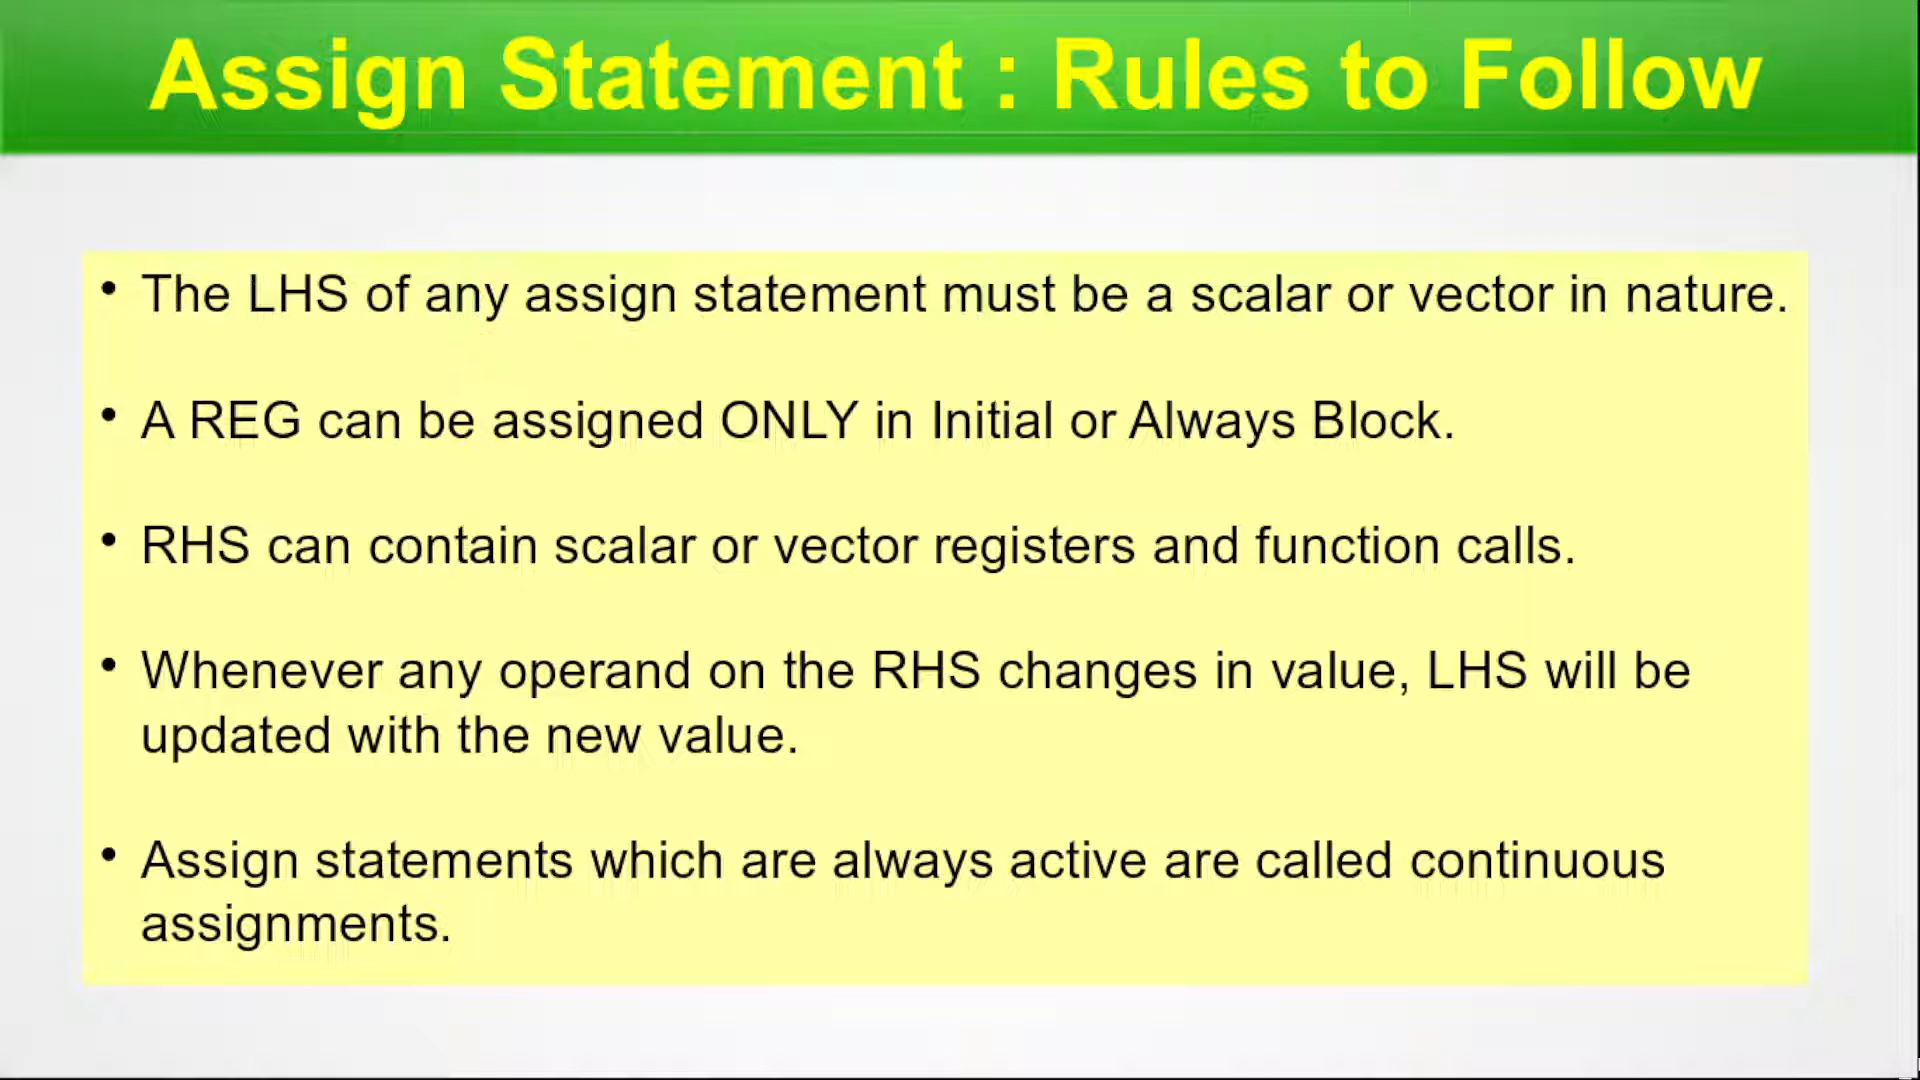 Assign Statement : Rules to Follow
• The LHS of any assign statement must be a scalar or vector in nature.
• A REG can be assigned ONLY in Initial or Always Block.
• RHS can contain scalar or vector registers and function calls.
• Whenever any operand on the RHS changes in value, LHS will be
updated with the new value.
• Assign statements which are always active are called continuous
assignments.